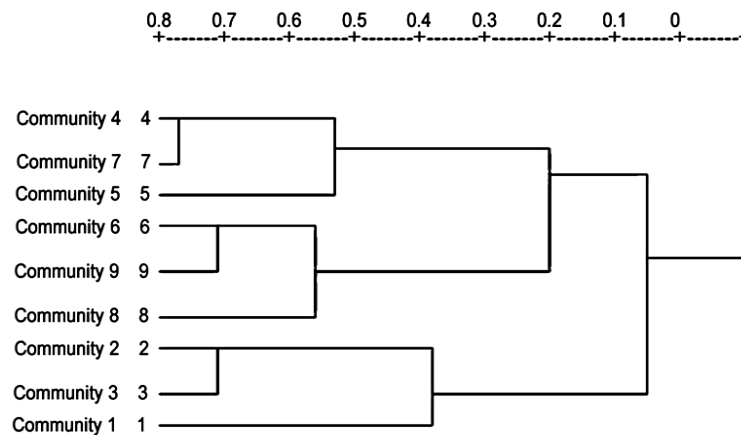 0.8 0.7 0.6 0.5 0.4 0.3 0.2 0.1 0
Community 4 4
Community 7 7
Community 5 5
Community 6 6
Community 9 9
Community 8 8
Community 2 2
Community 3 3
Community 1 1